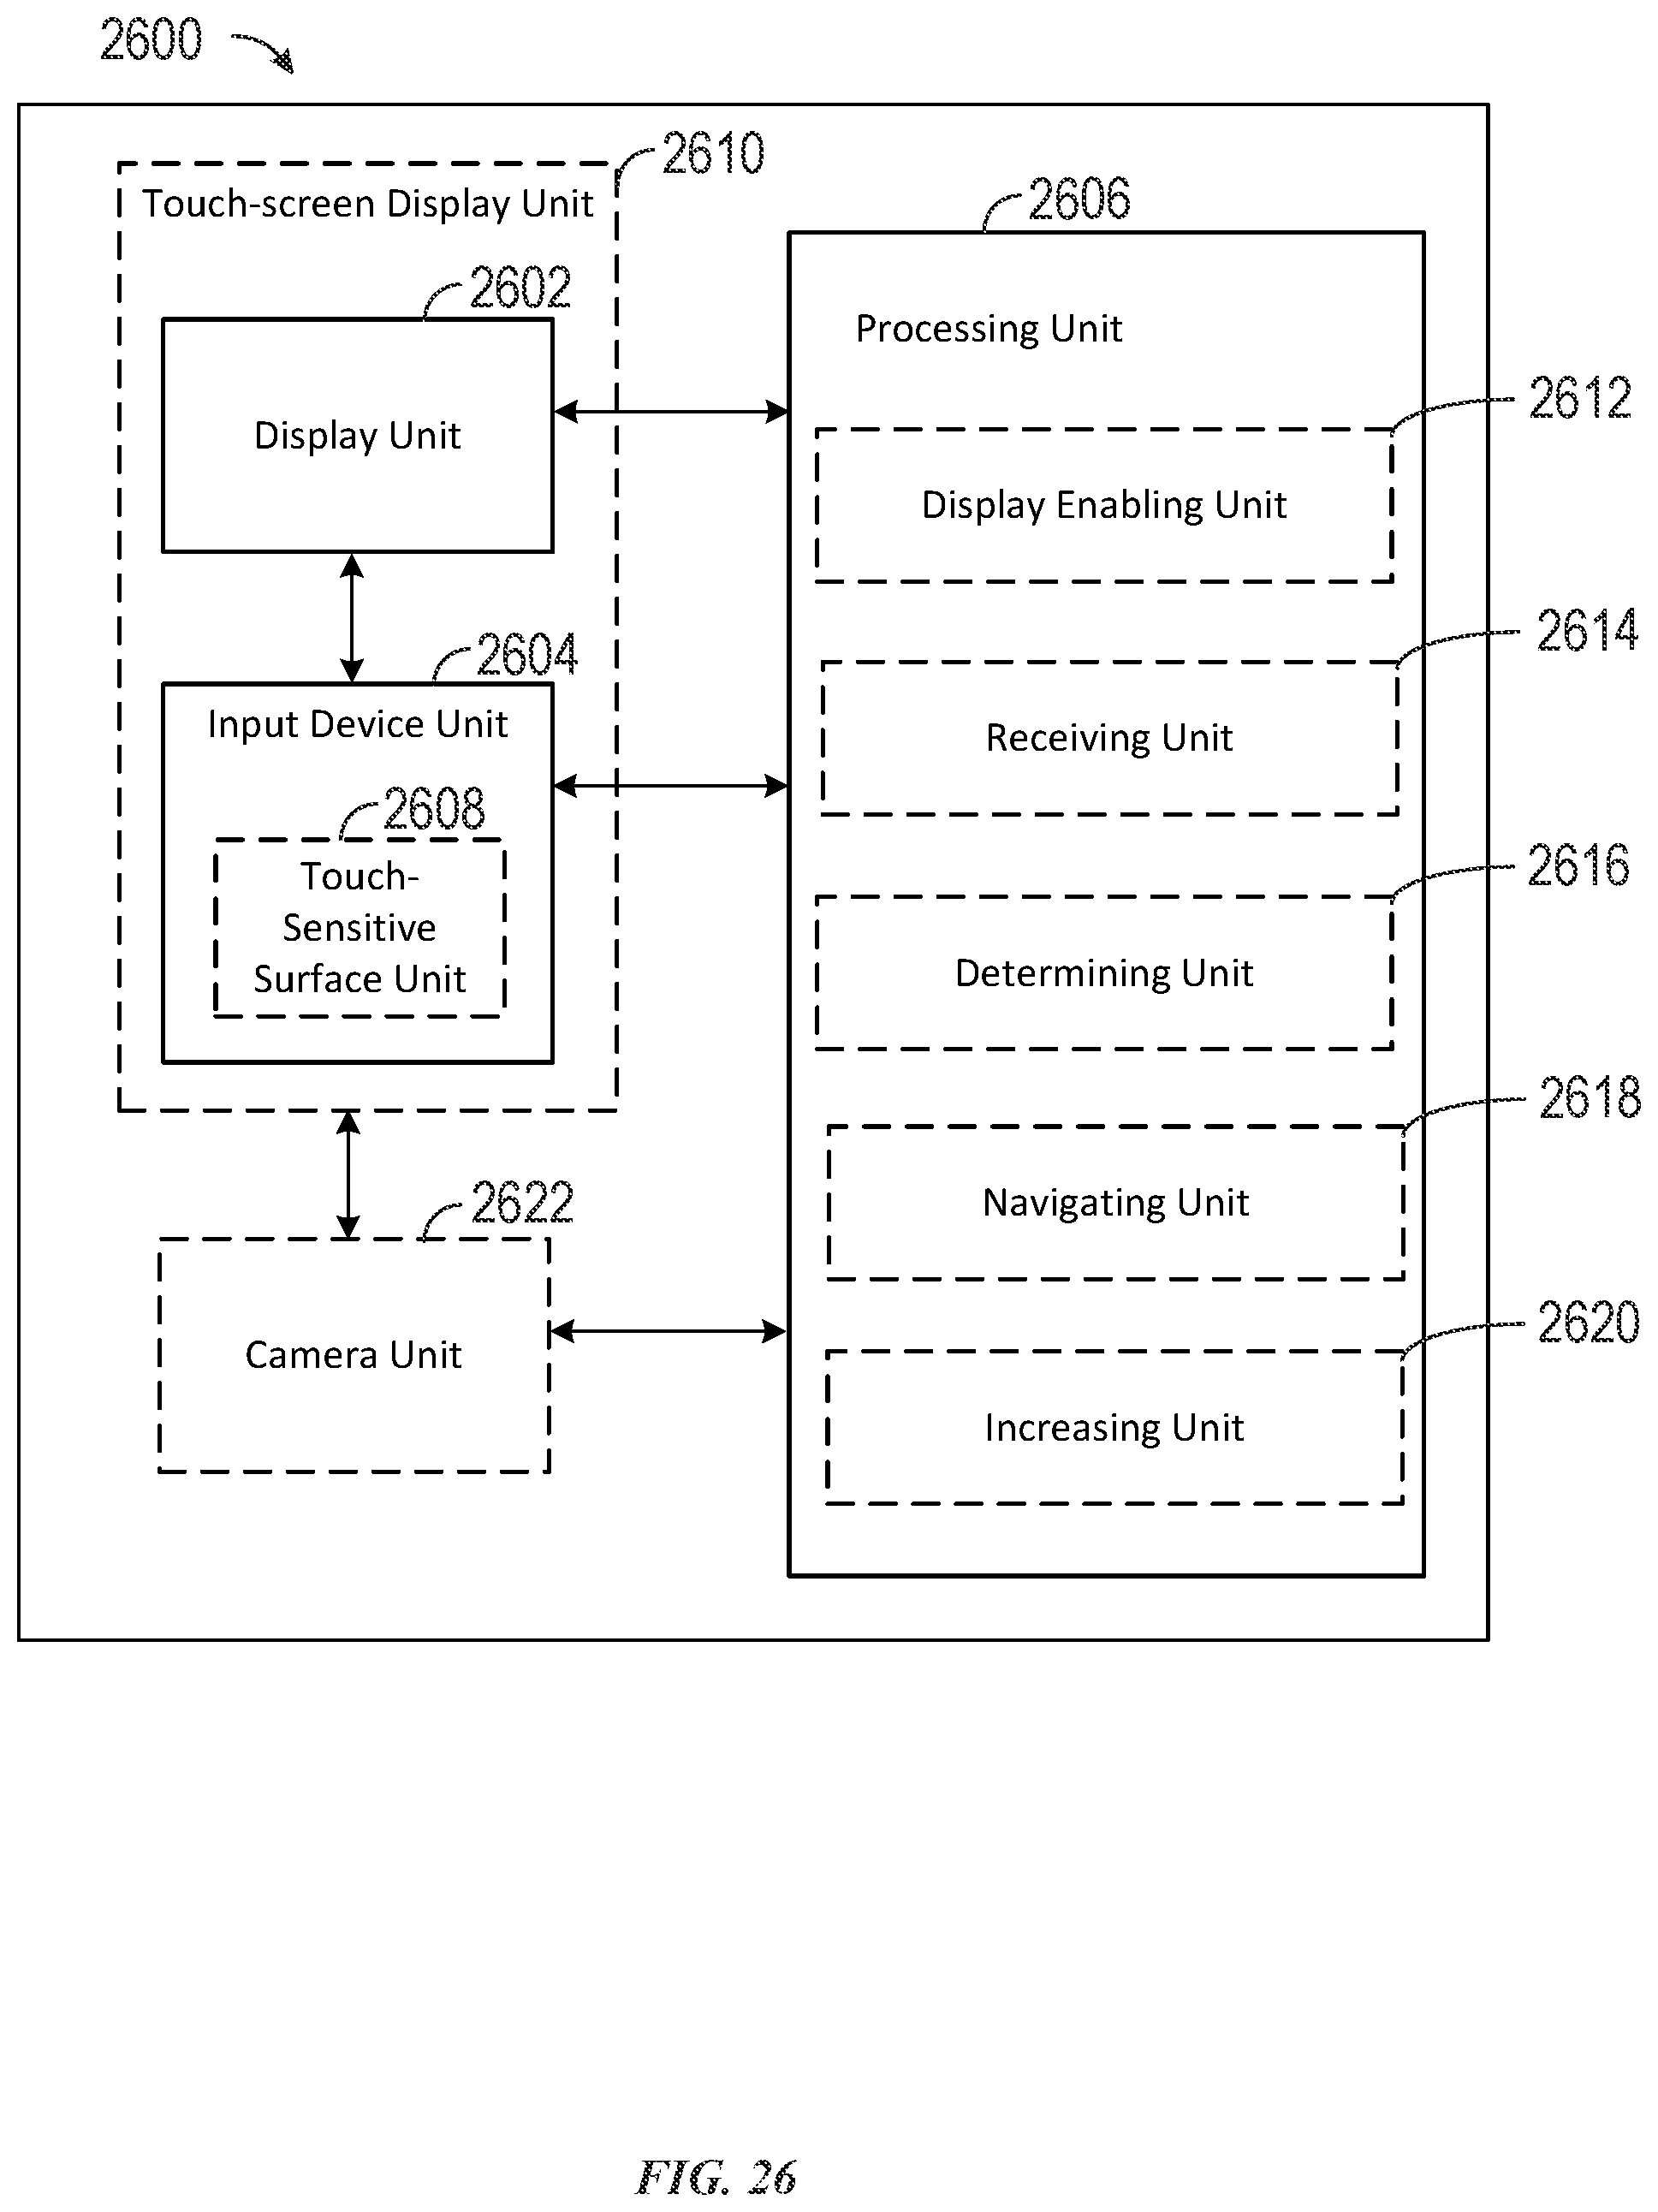 2600
2610
Touch-screen Display Unit
2606
2602
Processing Unit
Display Unit
2612
Display Enabling Unit
2604
2614
Input Device Unit
Receiving Unit
2608
Touch-
Sensitive
Surface Unit
2616
Determining Unit
2618
2622
Navigating Unit
Camera Unit
2620
Increasing Unit
FIG. 26